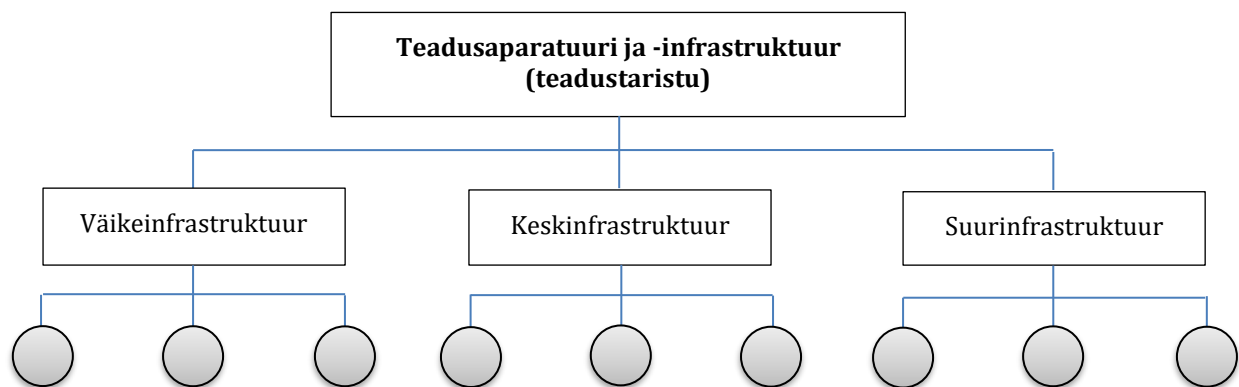 Teadusaparatuuri ja -infrastruktuur
(teadustaristu)
Väikeinfrastruktuur
Keskinfrastruktuur
Suurinfrastruktuur